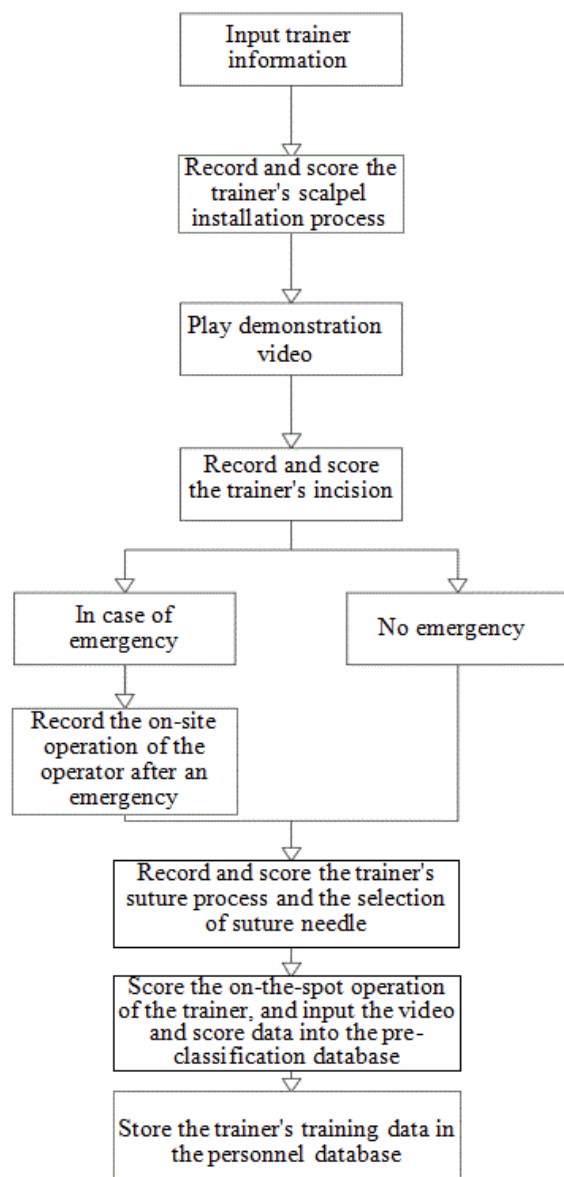 Input trainer
information
Record and score the
trainer's scalpel
installation process
Play demonstration
video
Record and score
the trainer's incision
In case of
emergency
No emergency
Record the on-site
operation of the
operator after an
emergency
Record and score the trainer's
suture process and the selection
of suture needle
Score the on-the-spot operation
of the trainer, and input the video
and score data into the pre-
classification database
Store the trainer's training data in
the personnel database